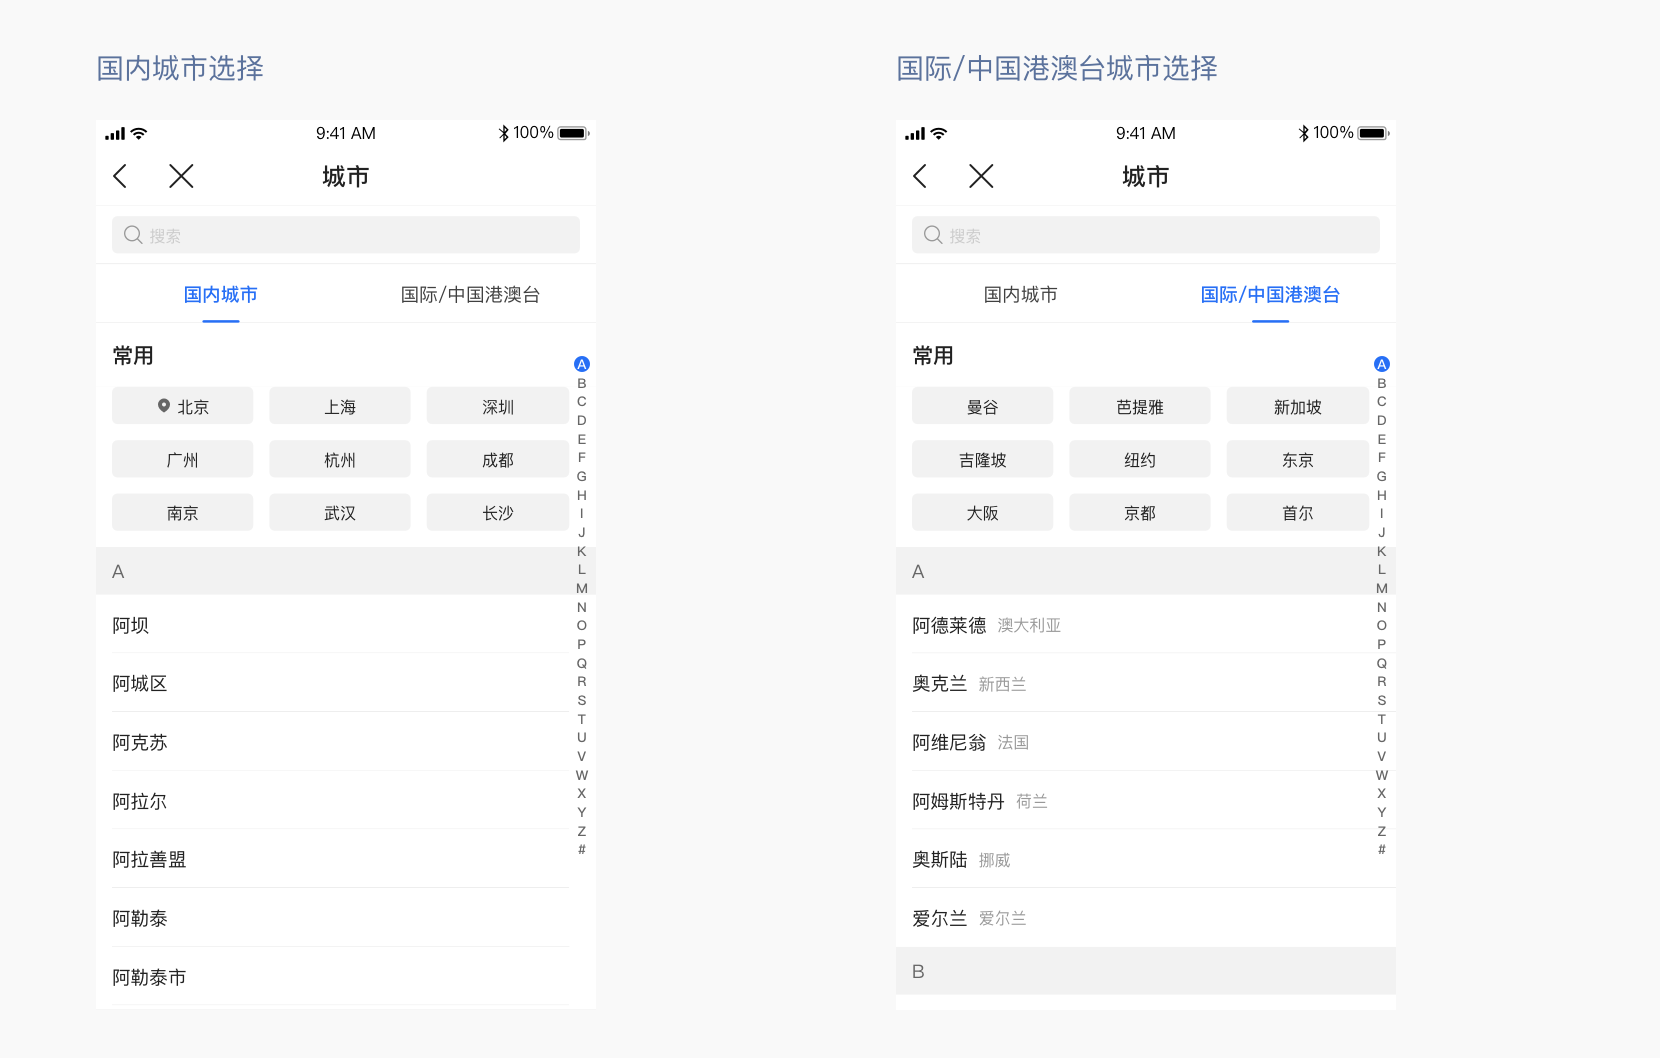 国内城市选择
9:41 AM
100%
城市
搜索
国内城市
国际/中国港澳台
常用
北京
上海
深圳
广州
杭州
成都
南京
武汉
长沙
A
阿坝
阿城区
阿克苏
阿拉尔
阿拉善盟
阿勒泰
阿勒泰市
A
B
C
D
E
F
G
H
I
J
K
L
M
N
O
P
Q
R
S
T
U
V
W
X
Y
Z
#
国际/中国港澳台城市选择
9:41 AM
100%
城市
搜索
国内城市
国际/中国港澳台
常用
曼谷
芭提雅
新加坡
吉隆坡
纽约
东京
大阪
京都
首尔
A
阿德莱德 澳大利亚
奥克兰 新西兰
阿维尼翁 法国
阿姆斯特丹 荷兰
奥斯陆 挪威
爱尔兰 爱尔兰
B
A
B
C
D
E
F
G
H
I
J
K
L
M
N
O
P
Q
R
S
T
U
V
W
X
Y
Z
#